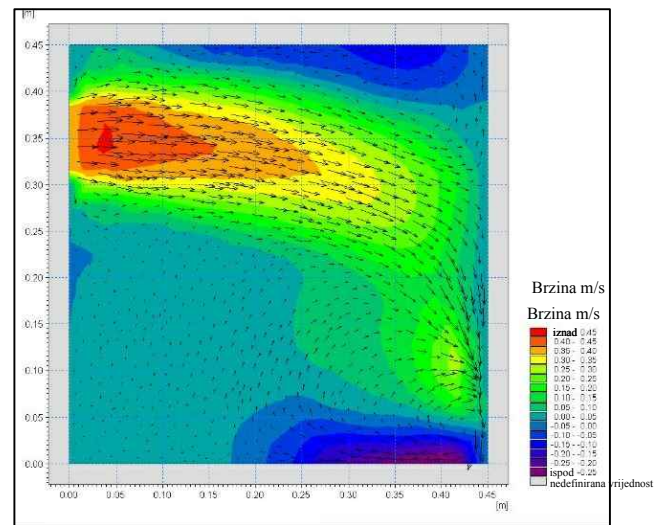 [m]
0.45
0.40
0.35
0.30
0.25
0.20
0.15
0.10
0.05
0.00
0.00 0.05 0.10 0.15 0.20 0.25 0.30 0.35 0.40 0.45
[m]
Brzina m/s
Brzina m/s
iznad 0.45
0.40 - 0.45
0.35 - 0.40
0.30 - 0.35
0.25 - 0.30
0.20 - 0.25
0.15 - 0.20
0.10 - 0.15
0.05 - 0.10
0.00 - 0.05
-0.05 - 0.00
-0.10 - -0.05
-0.15 - -0.10
-0.20 - -0.15
-0.25 - -0.20
ispod -0.25
nedefinirana vrijednost